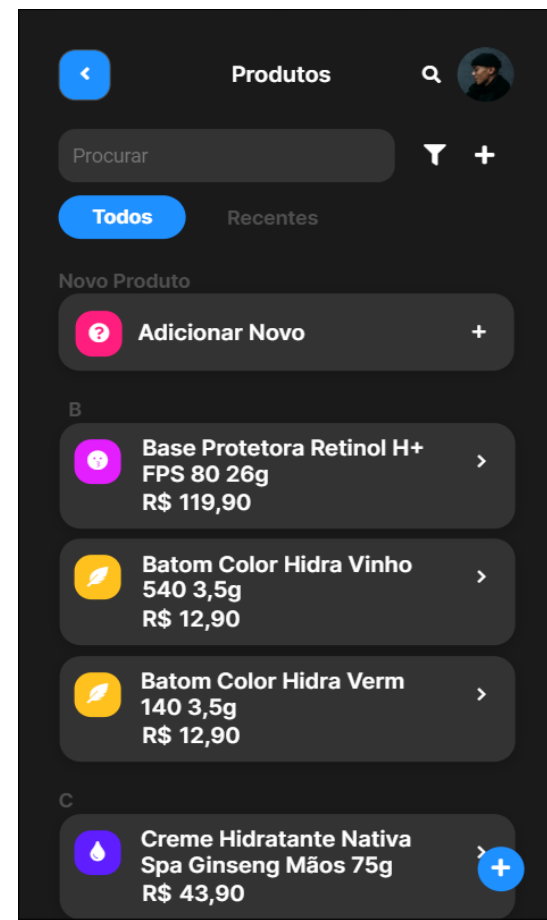 Produtos
Procurar
Todos
Recentes
Novo Produto
Adicionar Novo
B
Base Protetora Retinol H+
FPS 80 26g
R$ 119,90
Batom Color Hidra Vinho
540 3,5g
R$ 12,90
Batom Color Hidra Verm
140 3,5g
R$ 12,90
C
Creme Hidratante Nativa
Spa Ginseng Mãos 75g
R$ 43,90